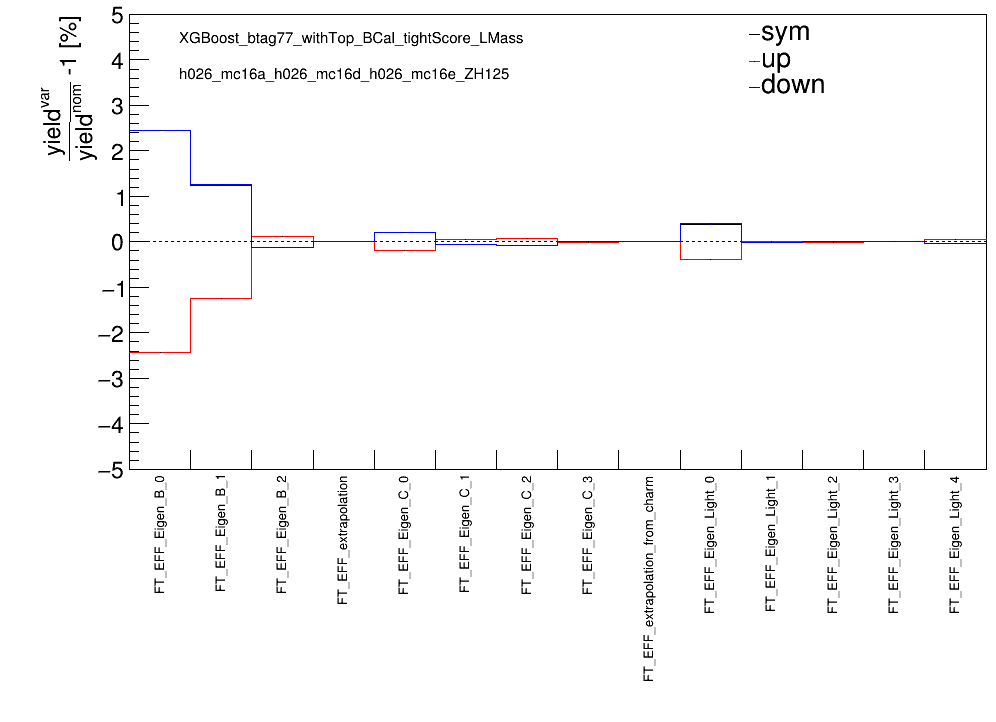 yield^var / yield^nom -1 [%]
XGBoost_btag77_withTop_BCal_tightScore_LMass
h026_mc16a_h026_mc16d_h026_mc16e_ZH125
sym
up
down
5
4
3
2
1
0
−1
−2
−3
−4
−5
FT_EFF_Eigen_B_0
FT_EFF_Eigen_B_1
FT_EFF_Eigen_B_2
FT_EFF_extrapolation
FT_EFF_Eigen_C_0
FT_EFF_Eigen_C_1
FT_EFF_Eigen_C_2
FT_EFF_Eigen_C_3
FT_EFF_extrapolation_from_charm
FT_EFF_Eigen_Light_0
FT_EFF_Eigen_Light_1
FT_EFF_Eigen_Light_2
FT_EFF_Eigen_Light_3
FT_EFF_Eigen_Light_4